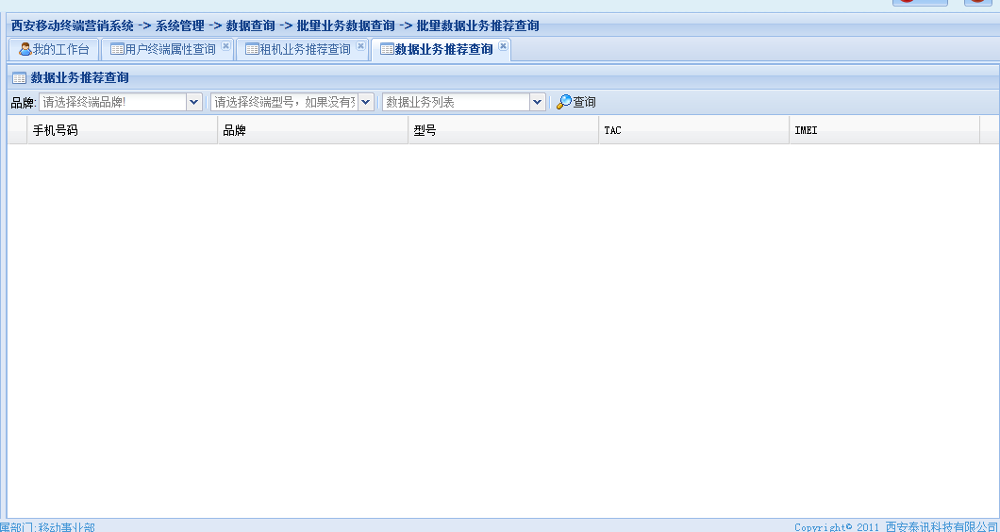 西安移动终端营销系统 -> 系统管理 -> 数据查询 -> 批量业务数据查询 -> 批量数据业务推荐查询
我的工作台 用户终端属性查询 租机业务推荐查询 数据业务推荐查询
数据业务推荐查询
品牌: 请选择终端品牌! 请选择终端型号，如果没有 数据业务列表 查询
手机号码 品牌 型号 TAC IMEI
属部门:移动事业部 Copyright© 2011 西安泰讯科技有限公司